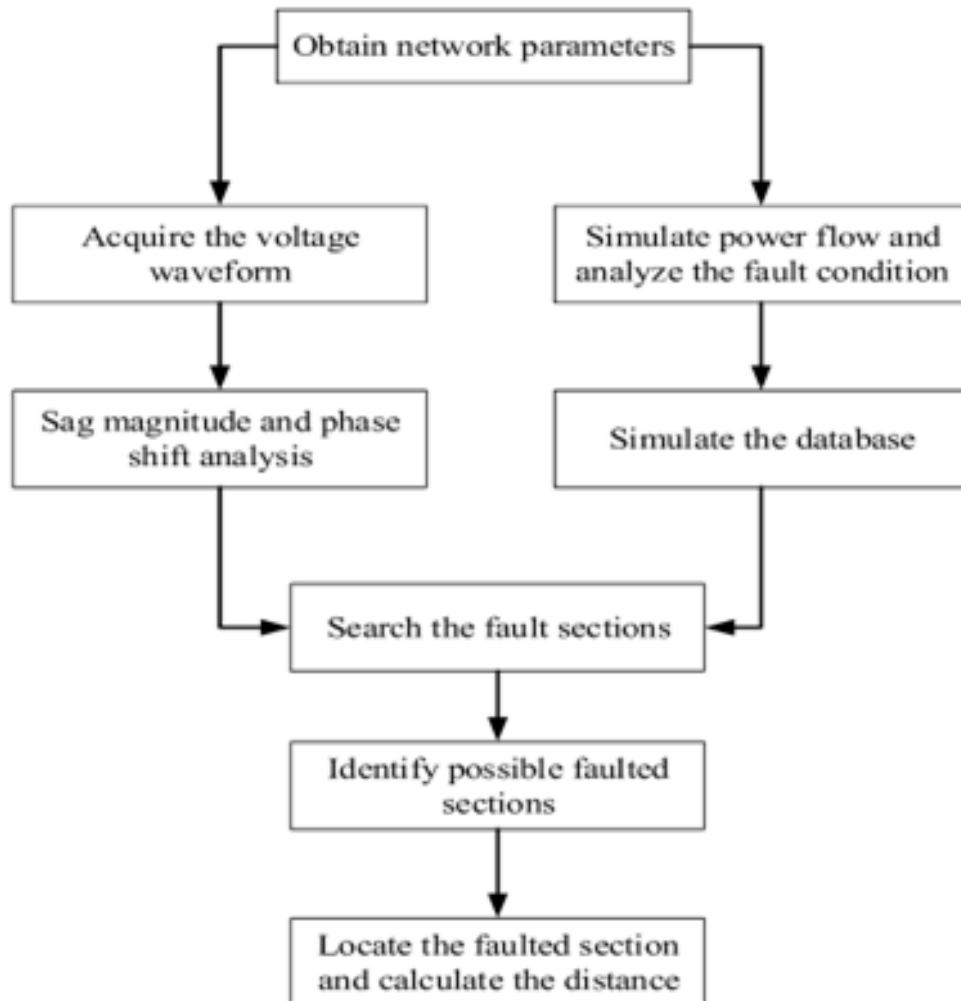 Obtain network parameters
Acquire the voltage
waveform
Simulate power flow and
analyze the fault condition
Sag magnitude and phase
shift analysis
Simulate the database
Search the fault sections
Identify possible faulted
sections
Locate the faulted section
and calculate the distance